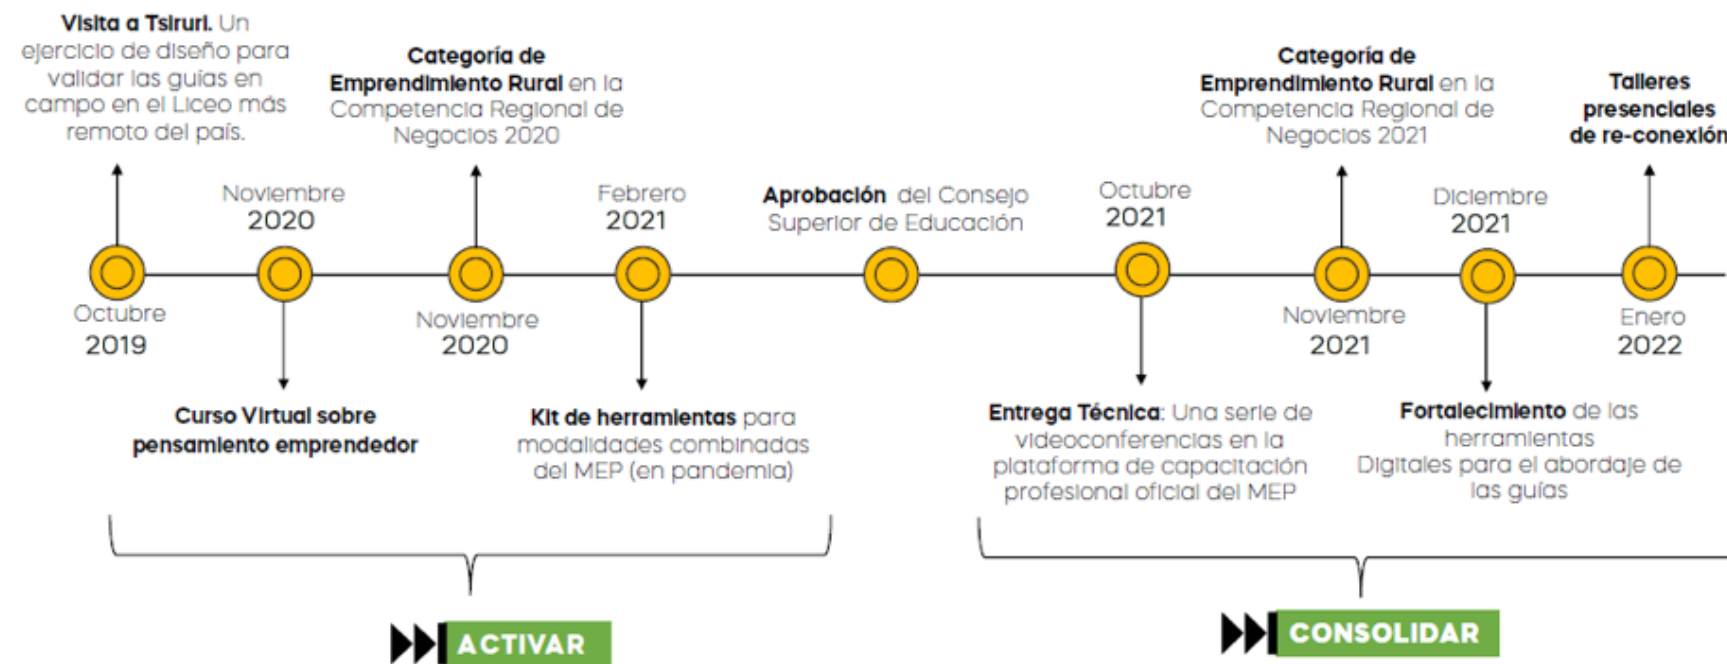 Visita a Tsiruri. Un
ejercicio de diseño para
validar las guías en
campo en el Liceo más
remoto del país.
Octubre
2019
Noviembre
2020
Curso Virtual sobre
pensamiento emprendedor
Categoría de
Emprendimiento Rural en la
Competencia Regional de
Negocios 2020
Noviembre
2020
Febrero
2021
Kit de herramientas para
modalidades combinadas
del MEP (en pandemia)
Aprobación del Consejo
Superior de Educación
Octubre
2021
Entrega Técnica: Una serie de
videoconferencias en la
plataforma de capacitación
profesional oficial del MEP
Categoría de
Emprendimiento Rural en la
Competencia Regional de
Negocios 2021
Noviembre
2021
Diciembre
2021
Fortalecimiento de las
herramientas
Digitales para el abordaje de
las guías
Talleres
presenciales
de re-conexión
Enero
2022
ACTIVAR
CONSOLIDAR